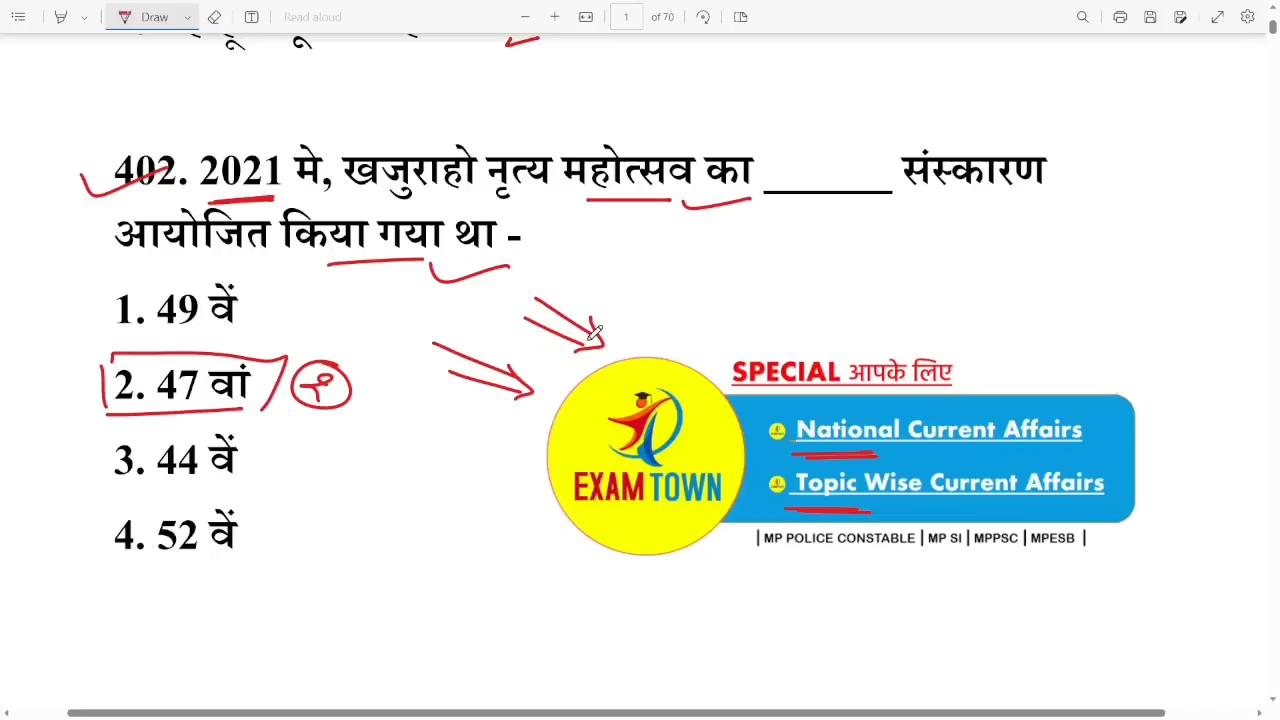 Draw
Read aloud
1 of 70
402. 2021 मे, खजुराहो नृत्य महोत्सव का ______ संस्कारण
आयोजित किया गया था -
1. 49 वें
2. 47 वां
3. 44 वें
4. 52 वें
SPECIAL आपके लिए
National Current Affairs
Topic Wise Current Affairs
EXAM TOWN
| MP POLICE CONSTABLE | MP SI | MPPSC | MPESB |